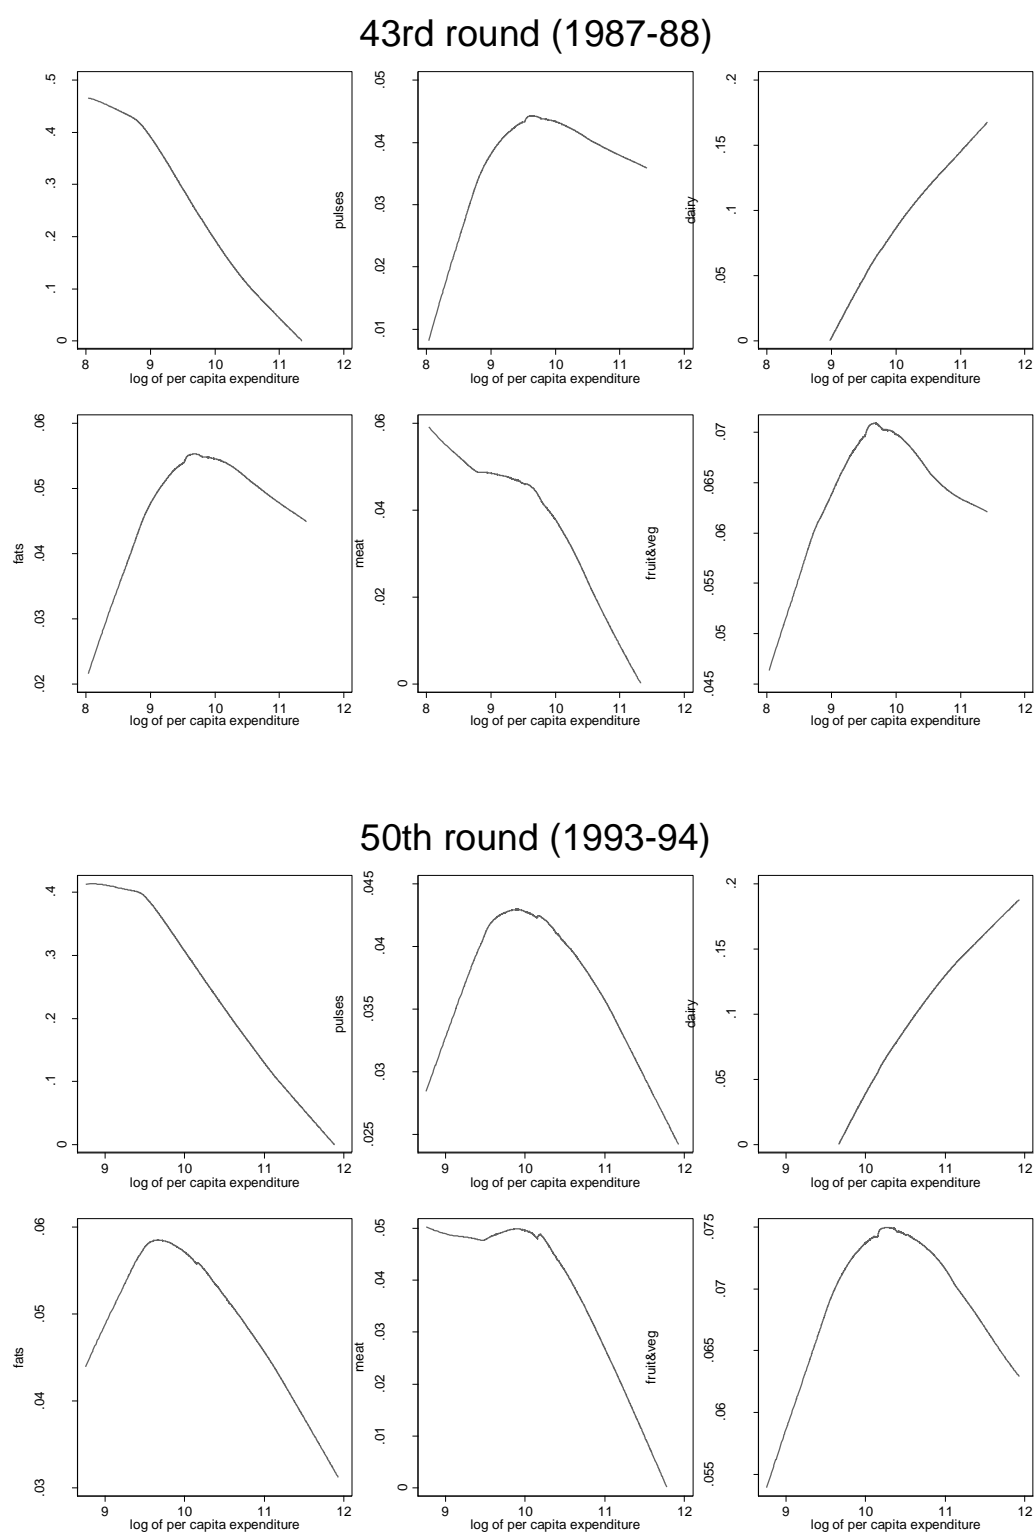 43rd round (1987-88)
.5
.4
.3
.2
.1
0
8 9 10 11 12
log of per capita expenditure
pulses
.05
.04
.03
.02
.01
8 9 10 11 12
log of per capita expenditure
dairy
.2
.15
.1
.05
0
8 9 10 11 12
log of per capita expenditure
fats
.06
.05
.04
.03
.02
8 9 10 11 12
log of per capita expenditure
meat
.06
.04
.02
0
8 9 10 11 12
log of per capita expenditure
fruit&veg
.07
.065
.06
.055
.05
.045
8 9 10 11 12
log of per capita expenditure
50th round (1993-94)
.4
.3
.2
.1
0
9 10 11 12
log of per capita expenditure
pulses
.045
.04
.035
.03
.025
9 10 11 12
log of per capita expenditure
dairy
.2
.15
.1
.05
0
9 10 11 12
log of per capita expenditure
fats
.06
.05
.04
.03
9 10 11 12
log of per capita expenditure
meat
.05
.04
.03
.02
.01
0
9 10 11 12
log of per capita expenditure
fruit&veg
.075
.07
.065
.06
.055
9 10 11 12
log of per capita expenditure